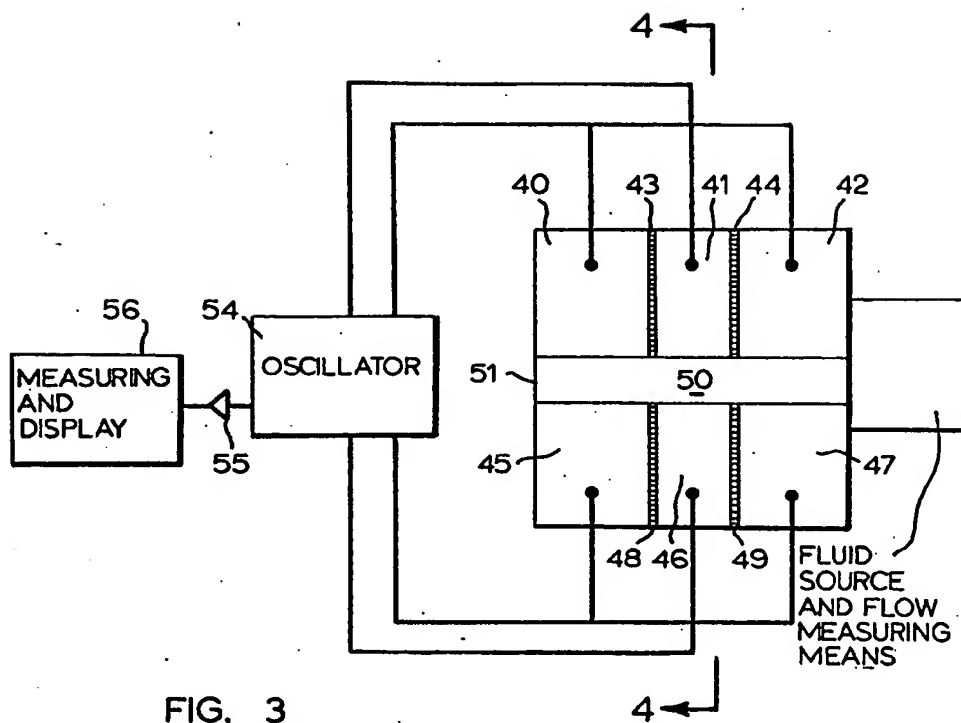 4
40
43
41
44
42
54
56
OSCILLATOR
51
50
MEASURING
AND
DISPLAY
55
45
47
48
46
49
FLUID
SOURCE
AND FLOW
MEASURING
MEANS
FIG. 3
4